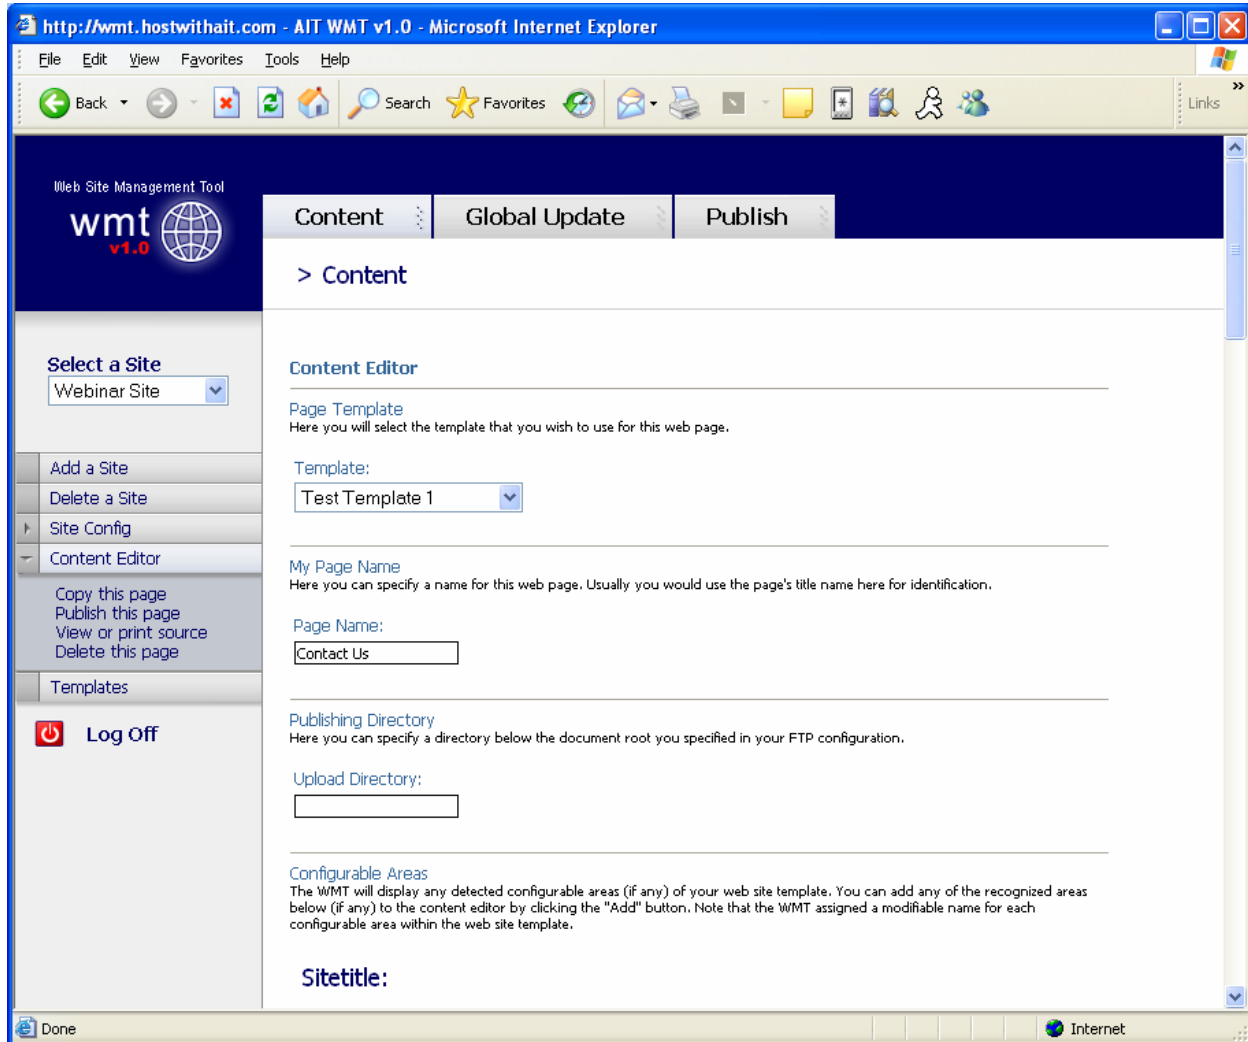 http://wmt.hostwithait.com - AIT WMT v1.0 - Microsoft Internet Explorer
File Edit View Favorites Tools Help
Back Search Favorites Links
Web Site Management Tool
wmt
v1.0
Content Global Update Publish
> Content
Select a Site
Webinar Site
Add a Site
Delete a Site
Site Config
Content Editor
Copy this page
Publish this page
View or print source
Delete this page
Templates
Log Off
Content Editor
Page Template
Here you will select the template that you wish to use for this web page.
Template:
Test Template 1
My Page Name
Here you can specify a name for this web page. Usually you would use the page's title name here for identification.
Page Name:
Contact Us
Publishing Directory
Here you can specify a directory below the document root you specified in your FTP configuration.
Upload Directory:
Configurable Areas
The WMT will display any detected configurable areas (if any) of your web site template. You can add any of the recognized areas
below (if any) to the content editor by clicking the "Add" button. Note that the WMT assigned a modifiable name for each
configurable area within the web site template.
Sitetitle:
Done Internet